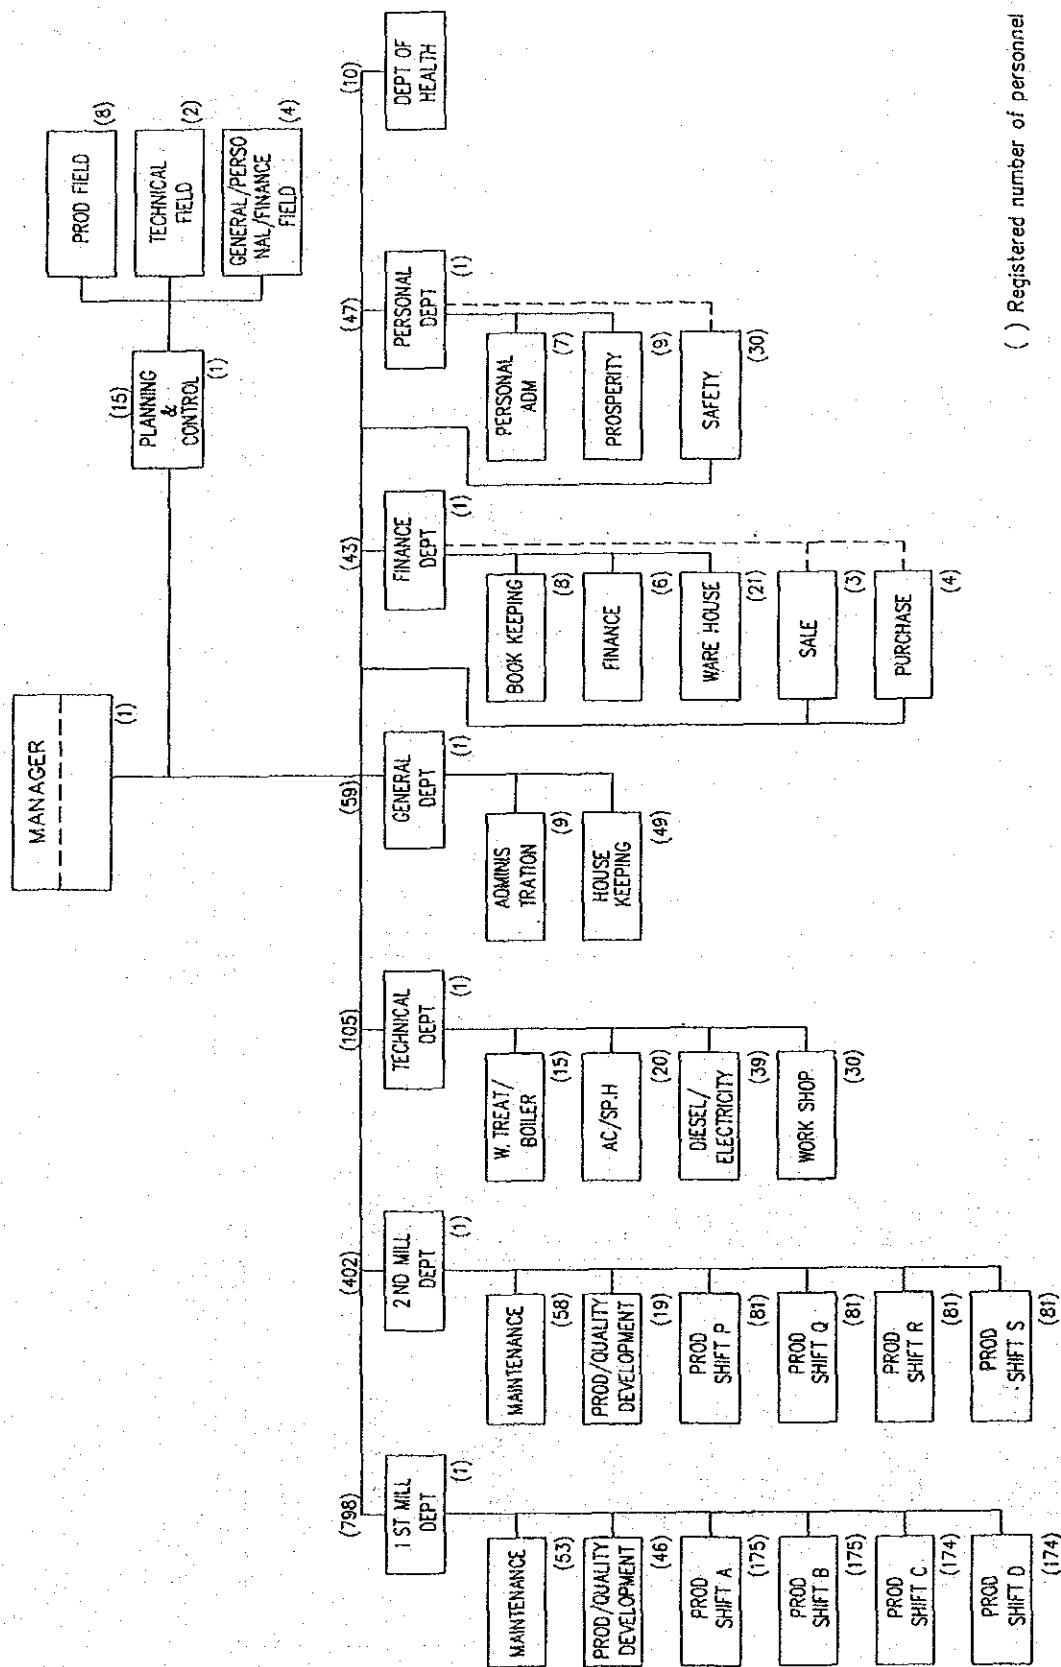 MANAGER
(1)
(15)
PLANNING
&
CONTROL
(1)
PROD FIELD
(8)
TECHNICAL
FIELD
(2)
GENERAL/PERSO
NAL/FINANCE
FIELD
(4)
(798)
1 ST MILL
DEPT
(1)
MAINTENANCE
(53)
PROD/QUALITY
DEVELOPMENT
(46)
PROD
SHIFT A
(175)
PROD
SHIFT B
(175)
PROD
SHIFT C
(174)
PROD
SHIFT D
(174)
(402)
2ND MILL
DEPT
(1)
MAINTENANCE
(58)
PROD/QUALITY
DEVELOPMENT
(19)
PROD
SHIFT P
(81)
PROD
SHIFT Q
(81)
PROD
SHIFT R
(81)
PROD
SHIFT S
(81)
(105)
TECHNICAL
DEPT
(1)
W. TREAT/
BOILER
(15)
AC/SP.H
(20)
DIESEL/
ELECTRICITY
(39)
WORK SHOP
(30)
(59)
GENERAL
DEPT
(1)
ADMINIS
TRATION
(9)
HOUSE
KEEPING
(49)
(43)
FINANCE
DEPT
(1)
BOOK KEEPING
(8)
FINANCE
(6)
WARE HOUSE
(21)
SALE
(3)
PURCHASE
(4)
(47)
PERSONAL
DEPT
(1)
PERSONAL
ADM
(7)
PROSPERITY
(9)
SAFETY
(30)
(10)
DEPT OF
HEALTH
( ) Registered number of personnel